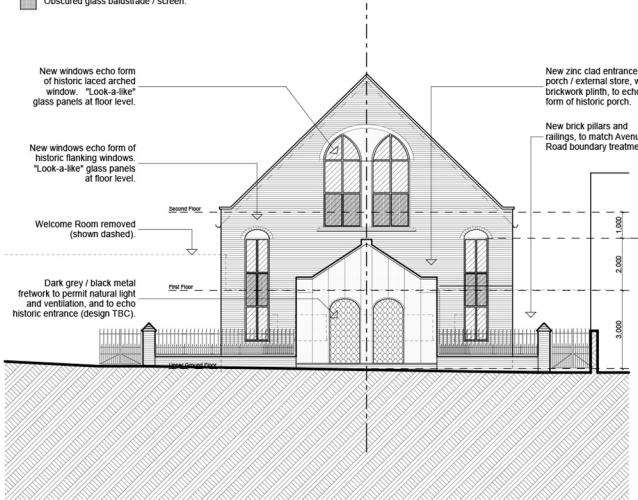 Obscured glass balustrade / screen.
New windows echo form
of historic laced arched
window. "Look-a-like"
glass panels at floor level.
New windows echo form of
historic flanking windows.
"Look-a-like" glass panels
at floor level.
Welcome Room removed
(shown dashed).
Dark grey / black metal
fretwork to permit natural light
and ventilation, and to echo
historic entrance (design TBC).
New zinc clad entrance
porch / external store, w
brickwork plinth, to echo
form of historic porch.
New brick pillars and
railings, to match Avenu
Road boundary treatme
Second Floor
First Floor
Upper Ground Floor
1,000
2,000
3,000